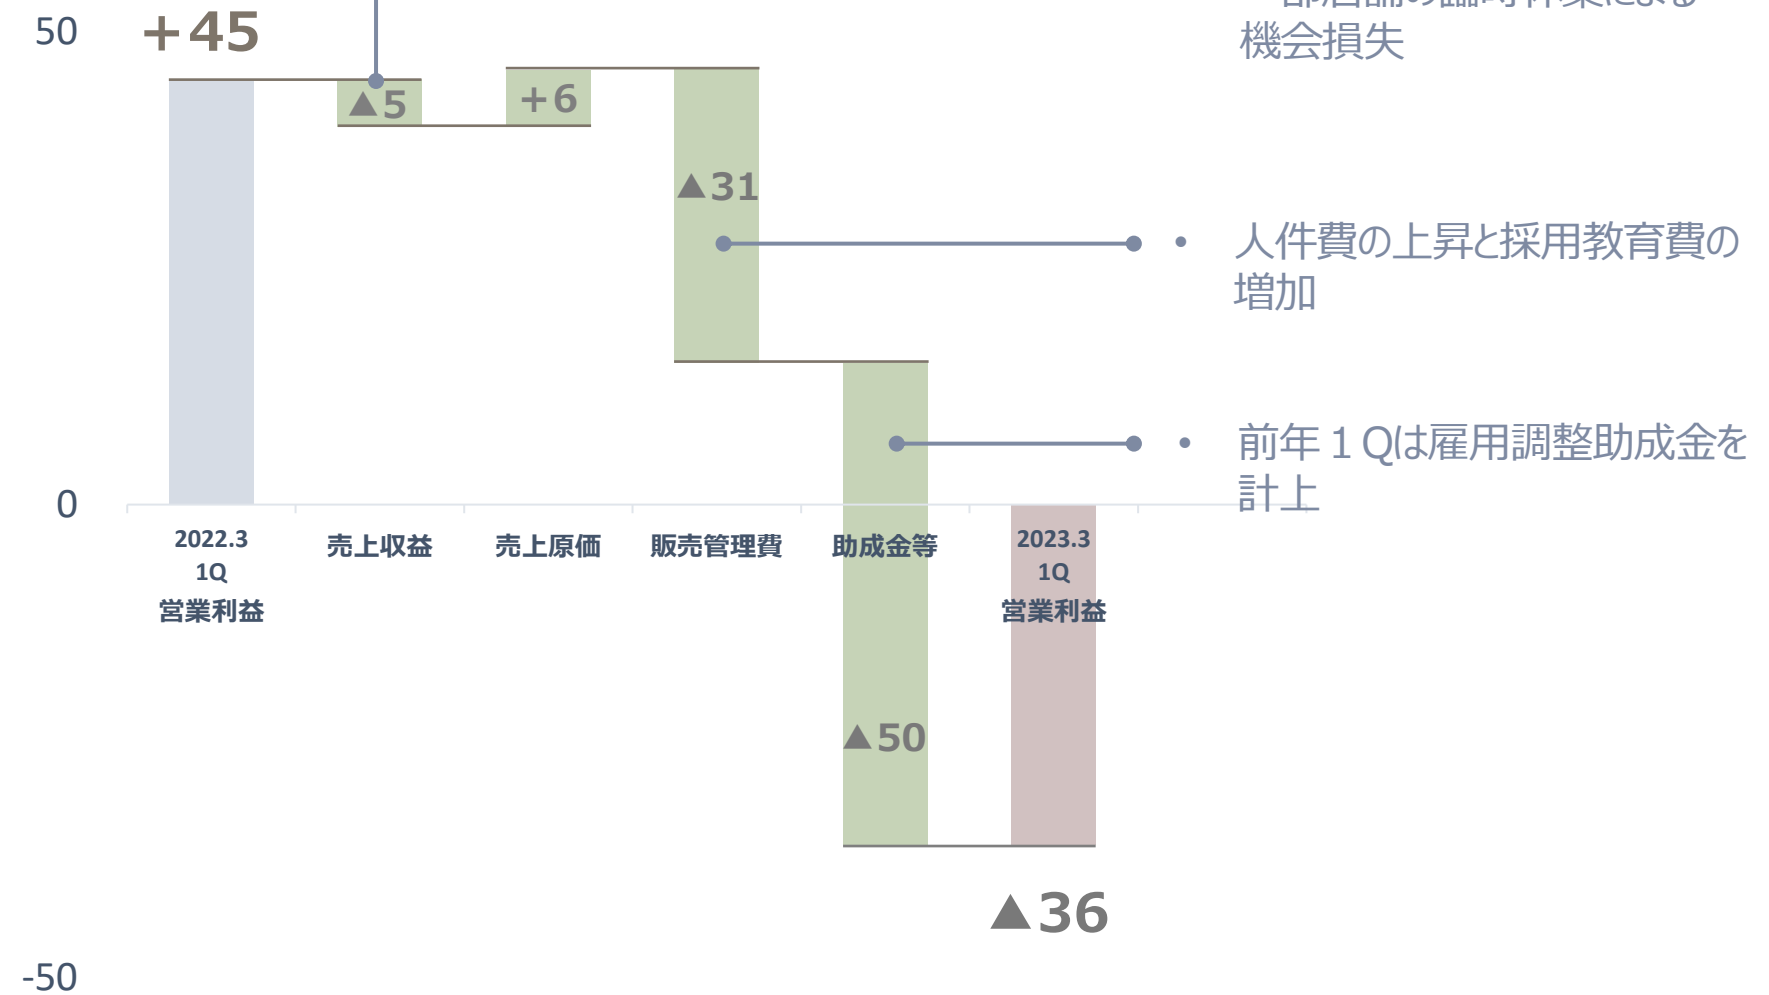 50
+45
機会損失
▲5
+6
▲31
・ 人件費の上昇と採用教育費の
増加
・ 前年1Qは雇用調整助成金を
計上
0
2022.3
1Q
営業利益
売上収益
売上原価
販売管理費
助成金等
2023.3
1Q
営業利益
▲50
▲36
-50